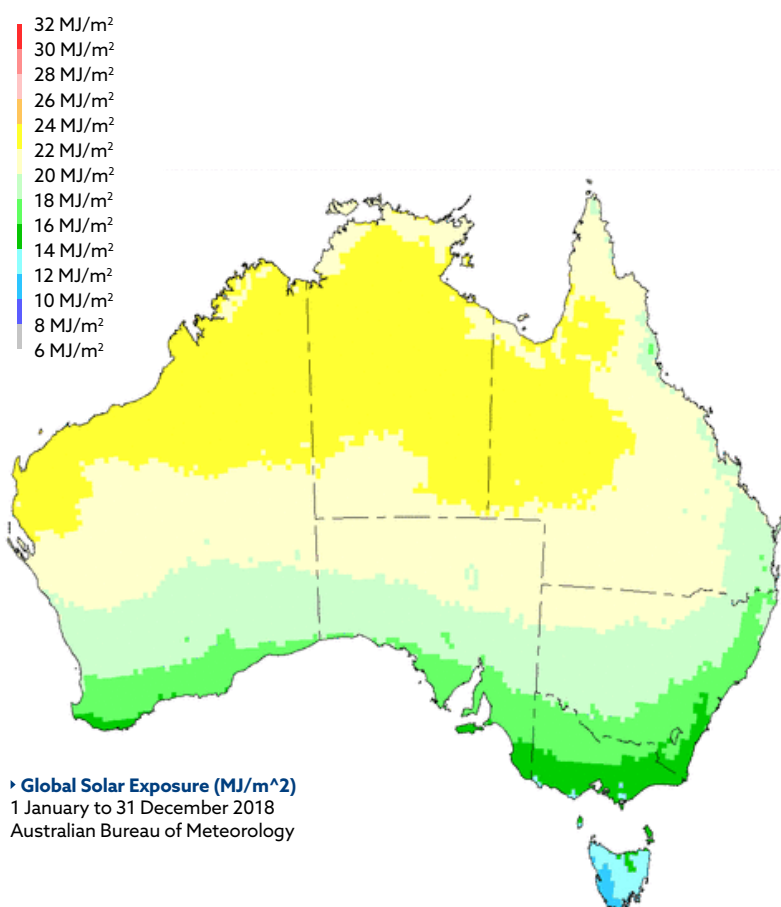 32 MJ/m²
30 MJ/m²
28 MJ/m²
26 MJ/m²
24 MJ/m²
22 MJ/m²
20 MJ/m²
18 MJ/m²
16 MJ/m²
14 MJ/m²
12 MJ/m²
10 MJ/m²
8 MJ/m²
6 MJ/m²
Global Solar Exposure (MJ/m^2)
1 January to 31 December 2018
Australian Bureau of Meteorology